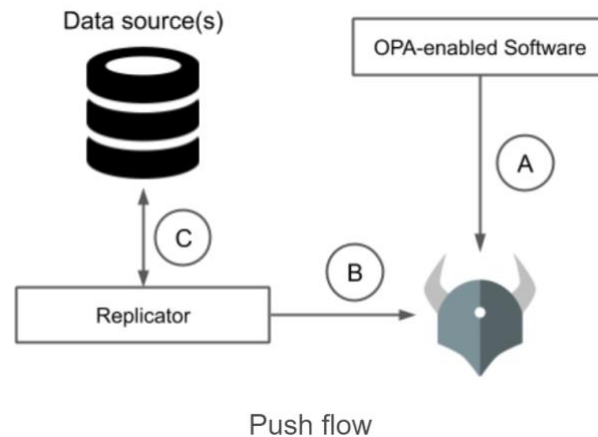 Data source(s)
OPA-enabled Software
A
C
B
Replicator
Push flow